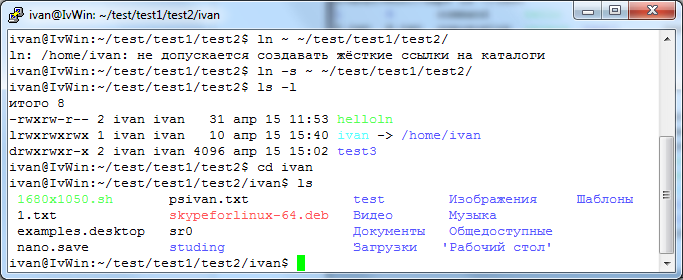 ivan@IvWin: ~/test/test1/test2/ivan
ivan@IvWin:~/test/test1/test2$ ln ~ ~/test/test1/test2/
ln: /home/ivan: не допускается создавать жёсткие ссылки на каталоги
ivan@IvWin:~/test/test1/test2$ ln -s ~ ~/test/test1/test2/
ivan@IvWin:~/test/test1/test2$ ls -l
итого 8
-rwxrw-r-- 2 ivan ivan   31 апр 15 11:53 helloln
lrwxrwxrwx 1 ivan ivan   10 апр 15 15:40 ivan -> /home/ivan
drwxrwxr-x 2 ivan ivan 4096 апр 15 15:02 test3
ivan@IvWin:~/test/test1/test2$ cd ivan
ivan@IvWin:~/test/test1/test2/ivan$ ls
1680x1050.sh psivan.txt test Изображения Шаблоны
1.txt skypeforlinux-64.deb Видео Музыка
examples.desktop sr0 Документы Общедоступные
nano.save studing Загрузки 'Рабочий стол'
ivan@IvWin:~/test/test1/test2/ivan$